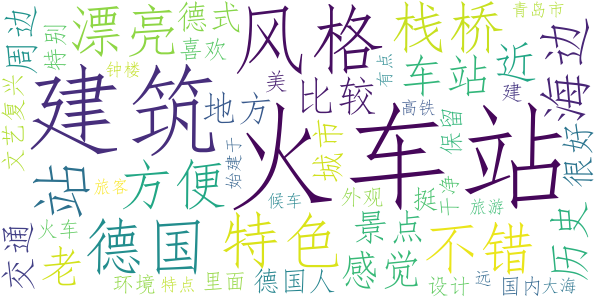 周边
特别
漂亮
德式
喜欢
风格
栈桥
青岛市
有点
车站
近
海边
文艺复兴
钟楼
建筑
地方
美
比较
高铁
建
保留
火车站
城市
始建于
很好
站
旅客
方便
候车
外观
挺
干净
旅游
历史
交通
火车
老
德国
特色
景点
感觉
不错
环境
特点
里面
德国人
设计
远
国内
大海